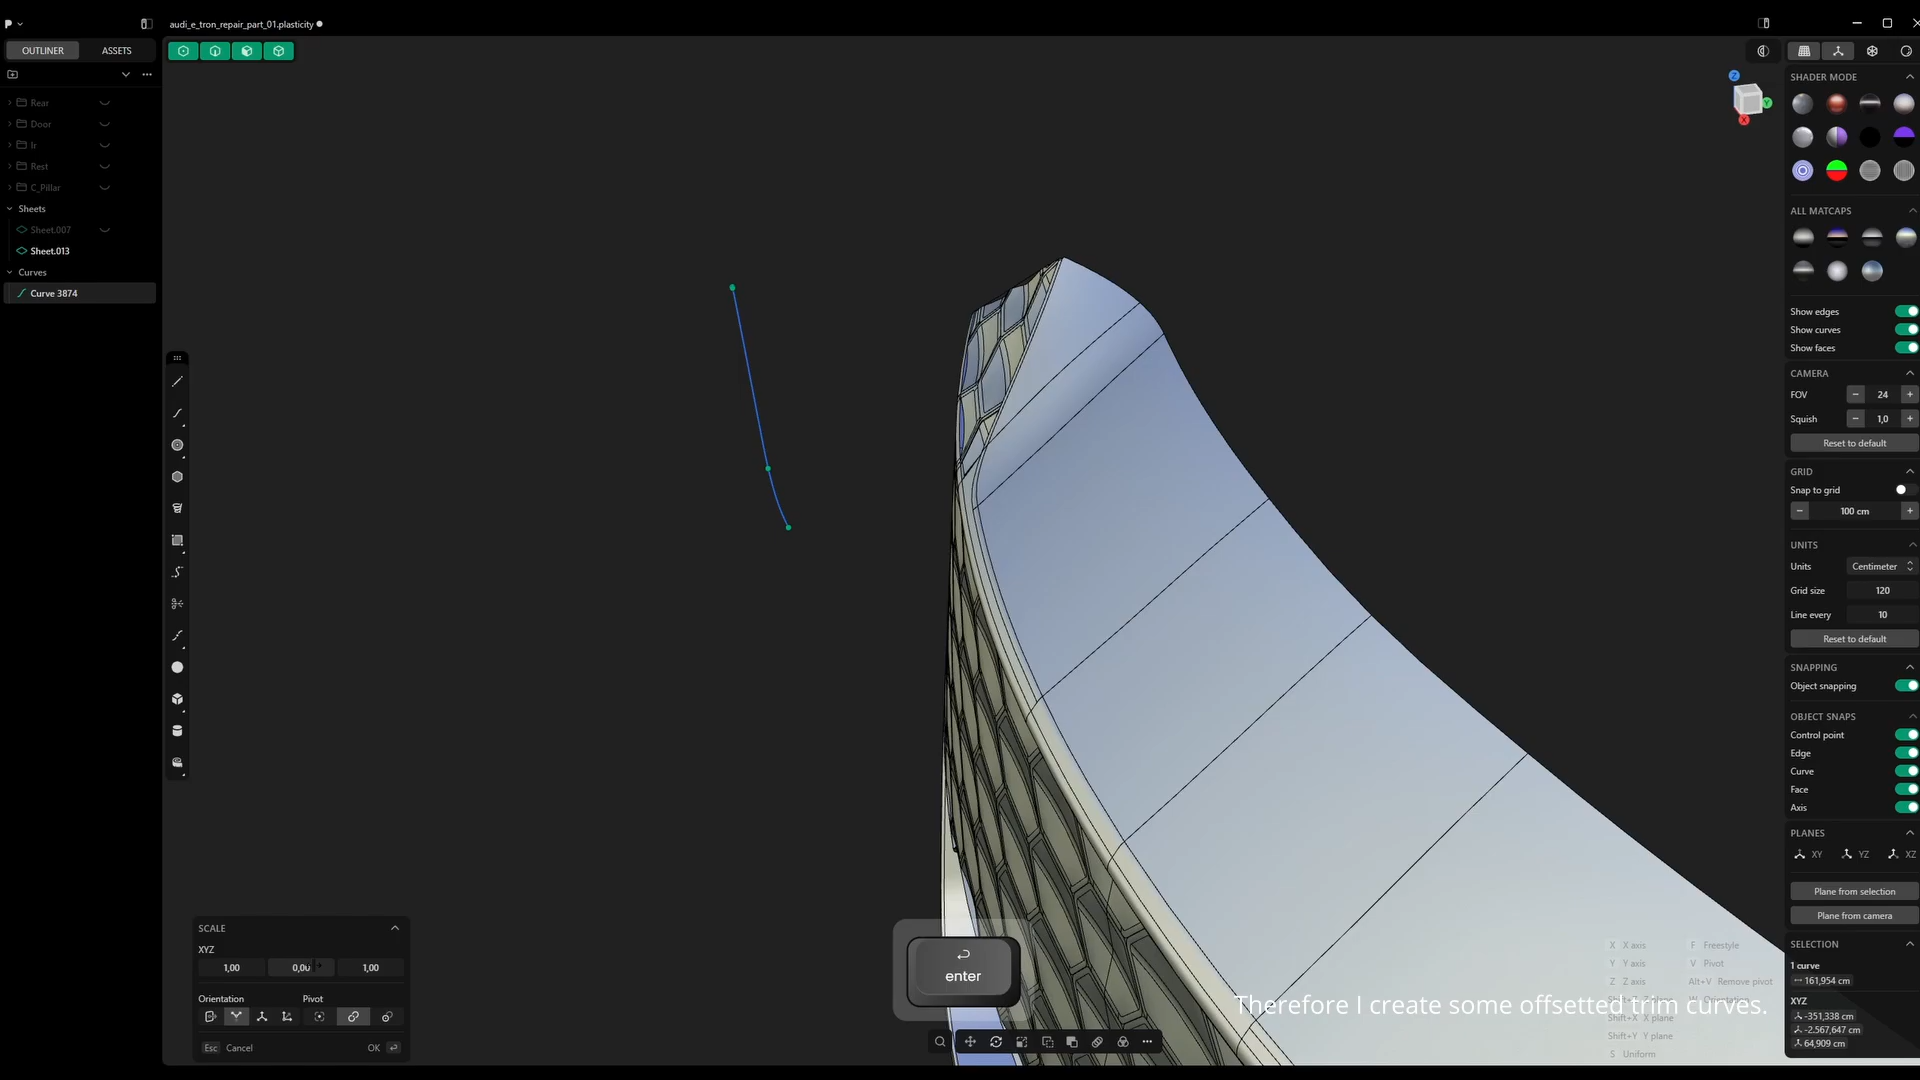 audi_e_tron_repair_part_01.plasticity
OUTLINER
ASSETS
Rear
Door
Ir
Rest
C_Pillar
Sheets
Sheet.007
Sheet.013
Curves
Curve 3874
Z
Y
X
SHADER MODE
ALL MATCAPS
Show edges
Show curves
Show faces
CAMERA
FOV − 24 +
Squish − 1,0 +
Reset to default
GRID
Snap to grid
− 100 cm +
UNITS
Units Centimeter
Grid size 120
Line every 10
Reset to default
SNAPPING
Object snapping
OBJECT SNAPS
Control point
Edge
Curve
Face
Axis
PLANES
XY YZ XZ
Plane from selection
Plane from camera
SELECTION
1 curve
161,954 cm
XYZ
-351,338 cm
-2.567,647 cm
64,909 cm
SCALE
XYZ
1,00 0,00 1,00
Orientation Pivot
Esc Cancel OK
enter
X X axis F Freestyle
Y Y axis V Pivot
Z Z axis Alt+V Remove pivot
Therefore I create some offsetted trim curves.
Shift+X X plane
Shift+Y Y plane
S Uniform